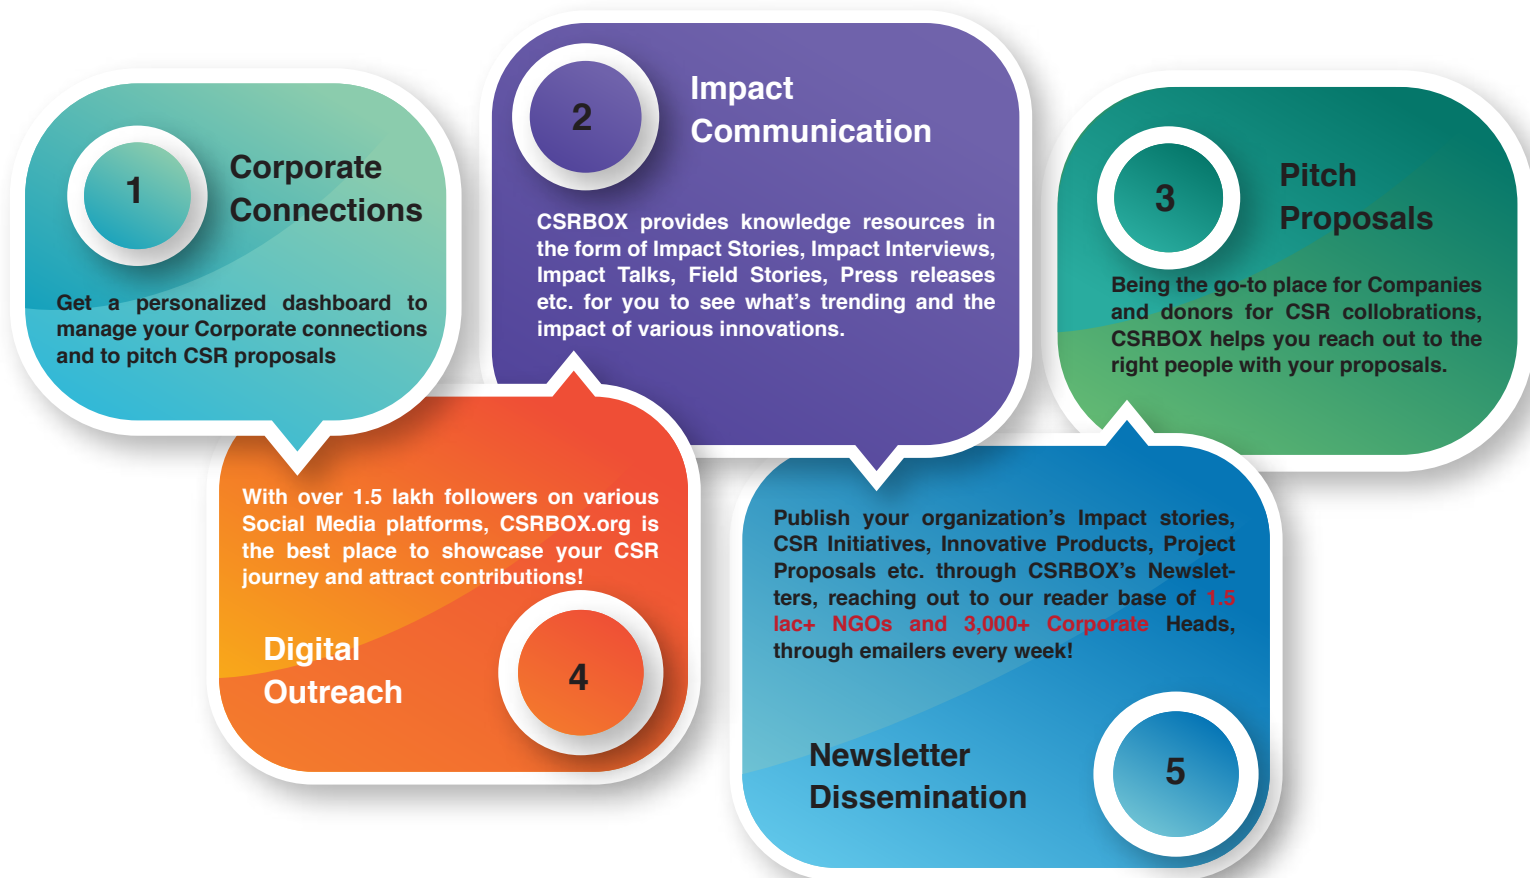 1
Corporate
Connections
Get a personalized dashboard to
manage your Corporate connections
and to pitch CSR proposals
2
Impact
Communication
CSRBOX provides knowledge resources in
the form of Impact Stories, Impact Interviews,
Impact Talks, Field Stories, Press releases
etc. for you to see what's trending and the
impact of various innovations.
3
Pitch
Proposals
Being the go-to place for Companies
and donors for CSR collobrations,
CSRBOX helps you reach out to the
right people with your proposals.
With over 1.5 lakh followers on various
Social Media platforms, CSRBOX.org is
the best place to showcase your CSR
journey and attract contributions!
Digital
Outreach
4
Publish your organization's Impact stories,
CSR Initiatives, Innovative Products, Project
Proposals etc. through CSRBOX's Newslet-
ters, reaching out to our reader base of 1.5
lac+ NGOs and 3,000+ Corporate Heads,
through emailers every week!
Newsletter
Dissemination
5